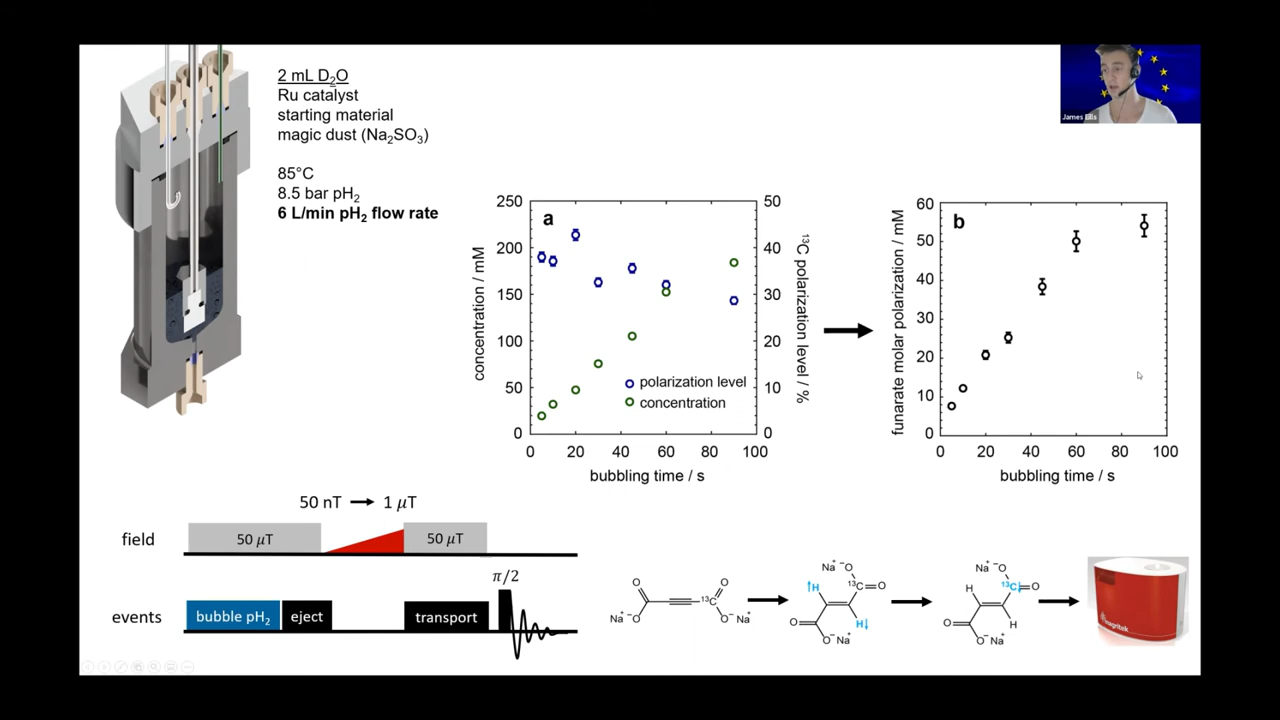 2 mL D₂O
Ru catalyst
starting material
magic dust (Na₂SO₃)
85°C
8.5 bar pH₂
6 L/min pH₂ flow rate
James Eills
a
250
200
150
100
50
0
concentration / mM
50
40
30
20
10
0
¹³C polarization level / %
polarization level
concentration
0 20 40 60 80 100
bubbling time / s
b
60
50
40
30
20
10
0
funarate molar polarization / mM
0 20 40 60 80 100
bubbling time / s
50 nT → 1 μT
field
50 μT
50 μT
π/2
events
bubble pH₂
eject
transport
Na⁺ ⁻O
O
¹³C
O
O⁻ Na⁺
Na⁺ ⁻O
¹³C
O
↑H
H↓
O
O⁻ Na⁺
Na⁺ ⁻O
¹³C
O
H
H
O
O⁻ Na⁺
magritek